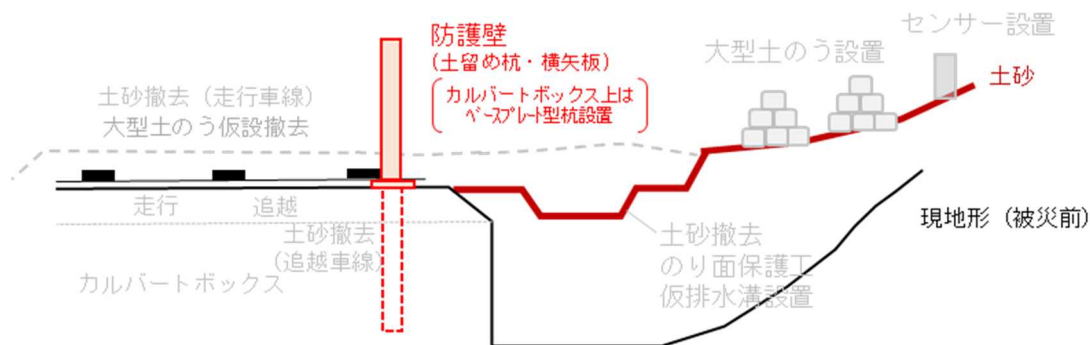 センサー設置
防護壁
(土留め杭・横矢板)
大型土のう設置
土砂
カルバートボックス上は
ベースプレート型杭設置
土砂撤去（走行車線）
大型土のう仮設撤去
走行
追越
現地形（被災前）
土砂撤去
(追越車線)
土砂撤去
のり面保護工
仮排水溝設置
カルバートボックス